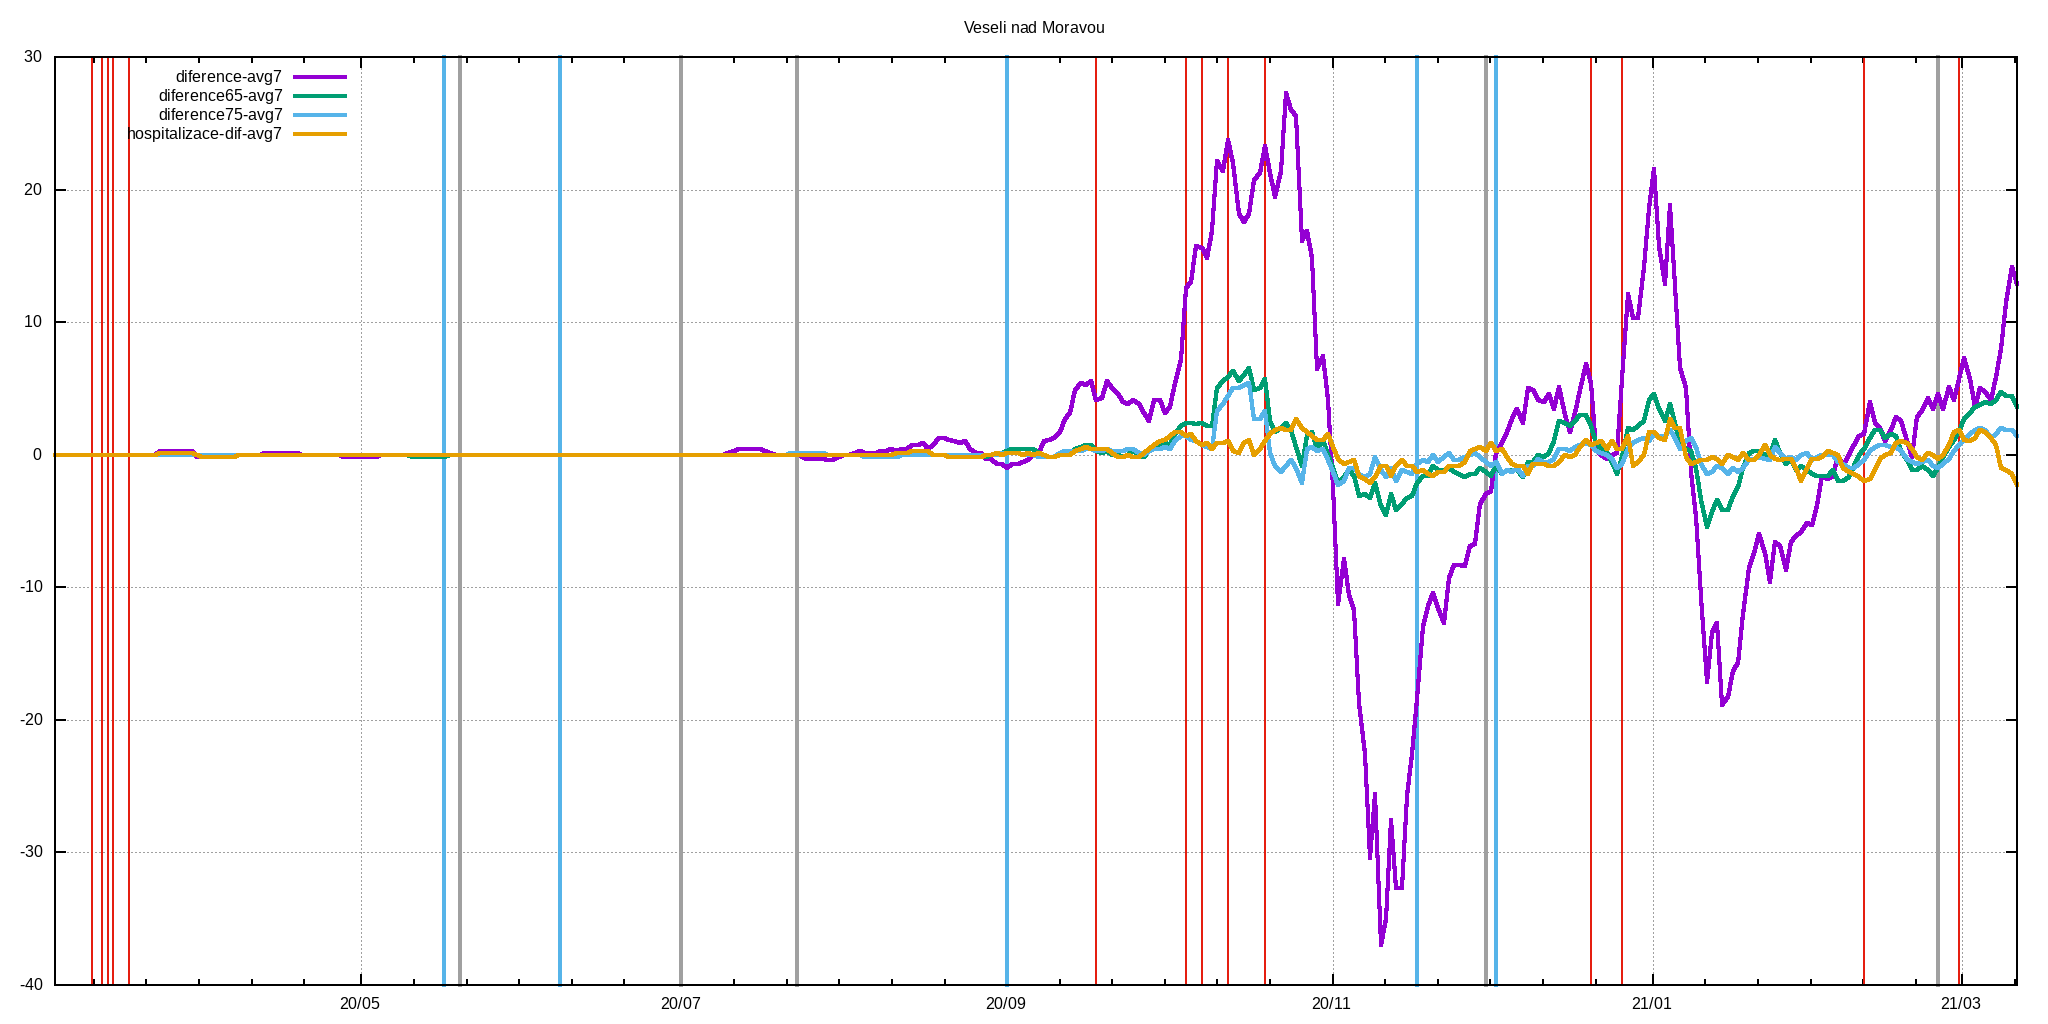 Veseli nad Moravou
30
20
10
0
-10
-20
-30
-40
diference-avg7
diference65-avg7
diference75-avg7
hospitalizace-dif-avg7
20/05
20/07
20/09
20/11
21/01
21/03